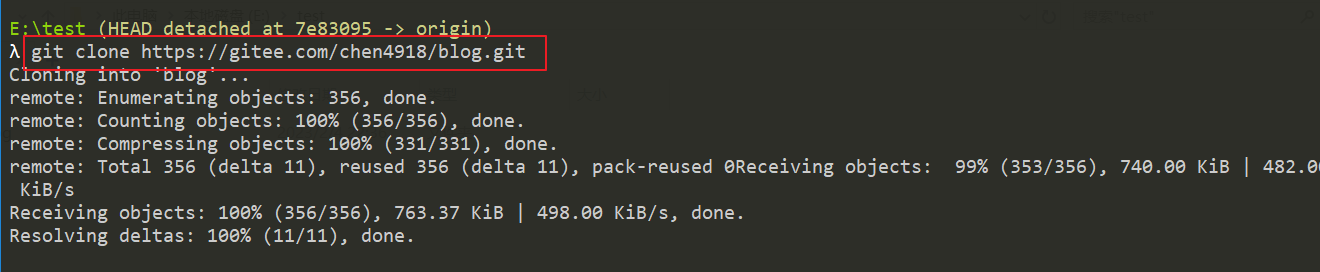 E:\test (HEAD detached at 7e83095 -> origin)
λ git clone https://gitee.com/chen4918/blog.git
Cloning into 'blog'...
remote: Enumerating objects: 356, done.
remote: Counting objects: 100% (356/356), done.
remote: Compressing objects: 100% (331/331), done.
remote: Total 356 (delta 11), reused 356 (delta 11), pack-reused 0Receiving objects:  99% (353/356), 740.00 KiB | 482.0
KiB/s
Receiving objects: 100% (356/356), 763.37 KiB | 498.00 KiB/s, done.
Resolving deltas: 100% (11/11), done.